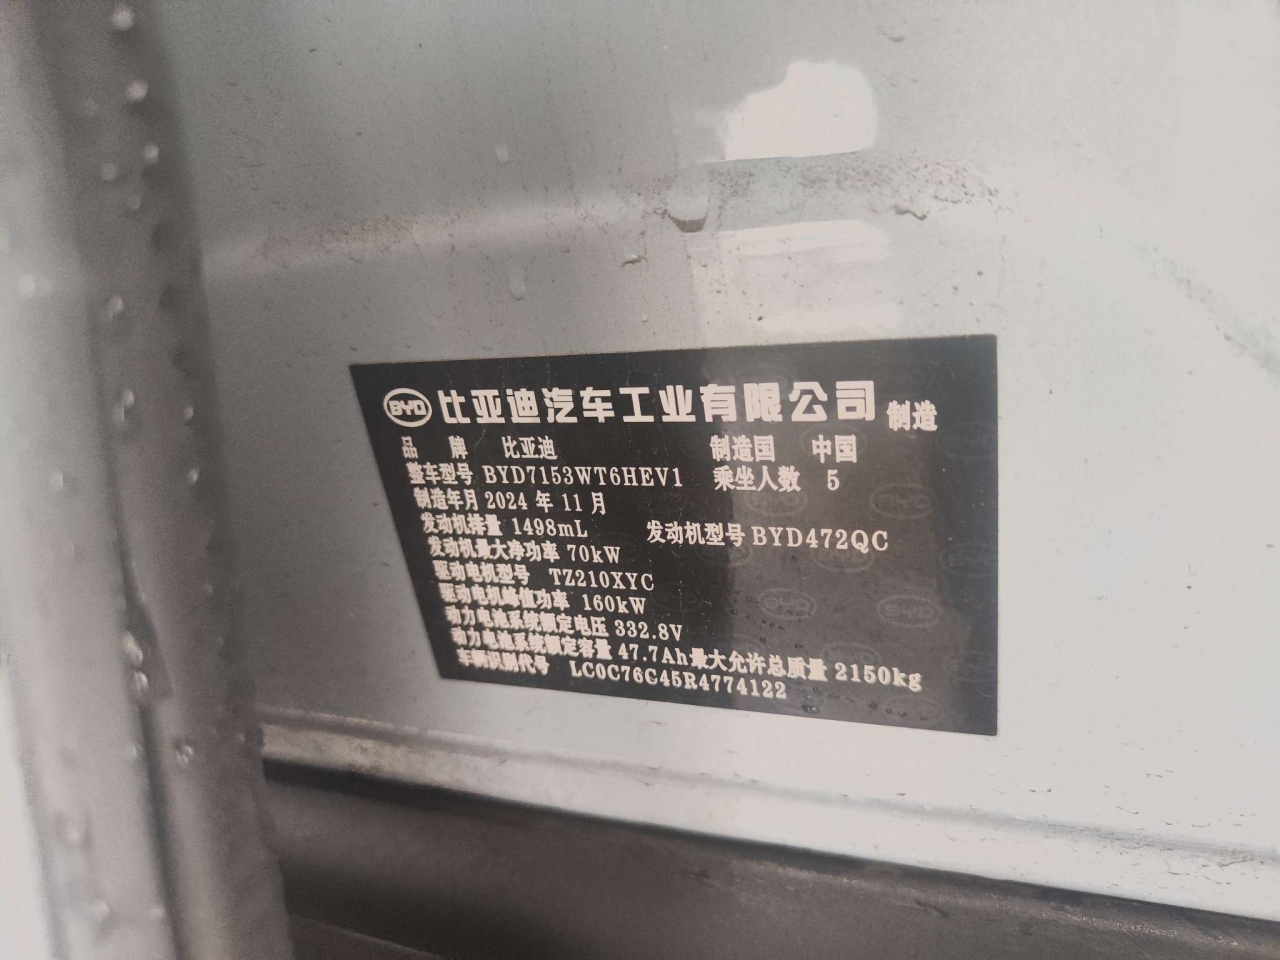 BYD 比亚迪汽车工业有限公司 制造
品 牌 比亚迪 制造国 中国
整车型号 BYD7153WT6HEV1 乘坐人数 5
制造年月 2024 年 11 月
发动机排量 1498mL 发动机型号 BYD472QC
发动机最大净功率 70kW
驱动电机型号 TZ210XYC
驱动电机峰值功率 160kW
动力电池系统额定电压 332.8V
动力电池系统额定容量 47.7Ah 最大允许总质量 2150kg
车辆识别代号 LC0C76C45R4774122